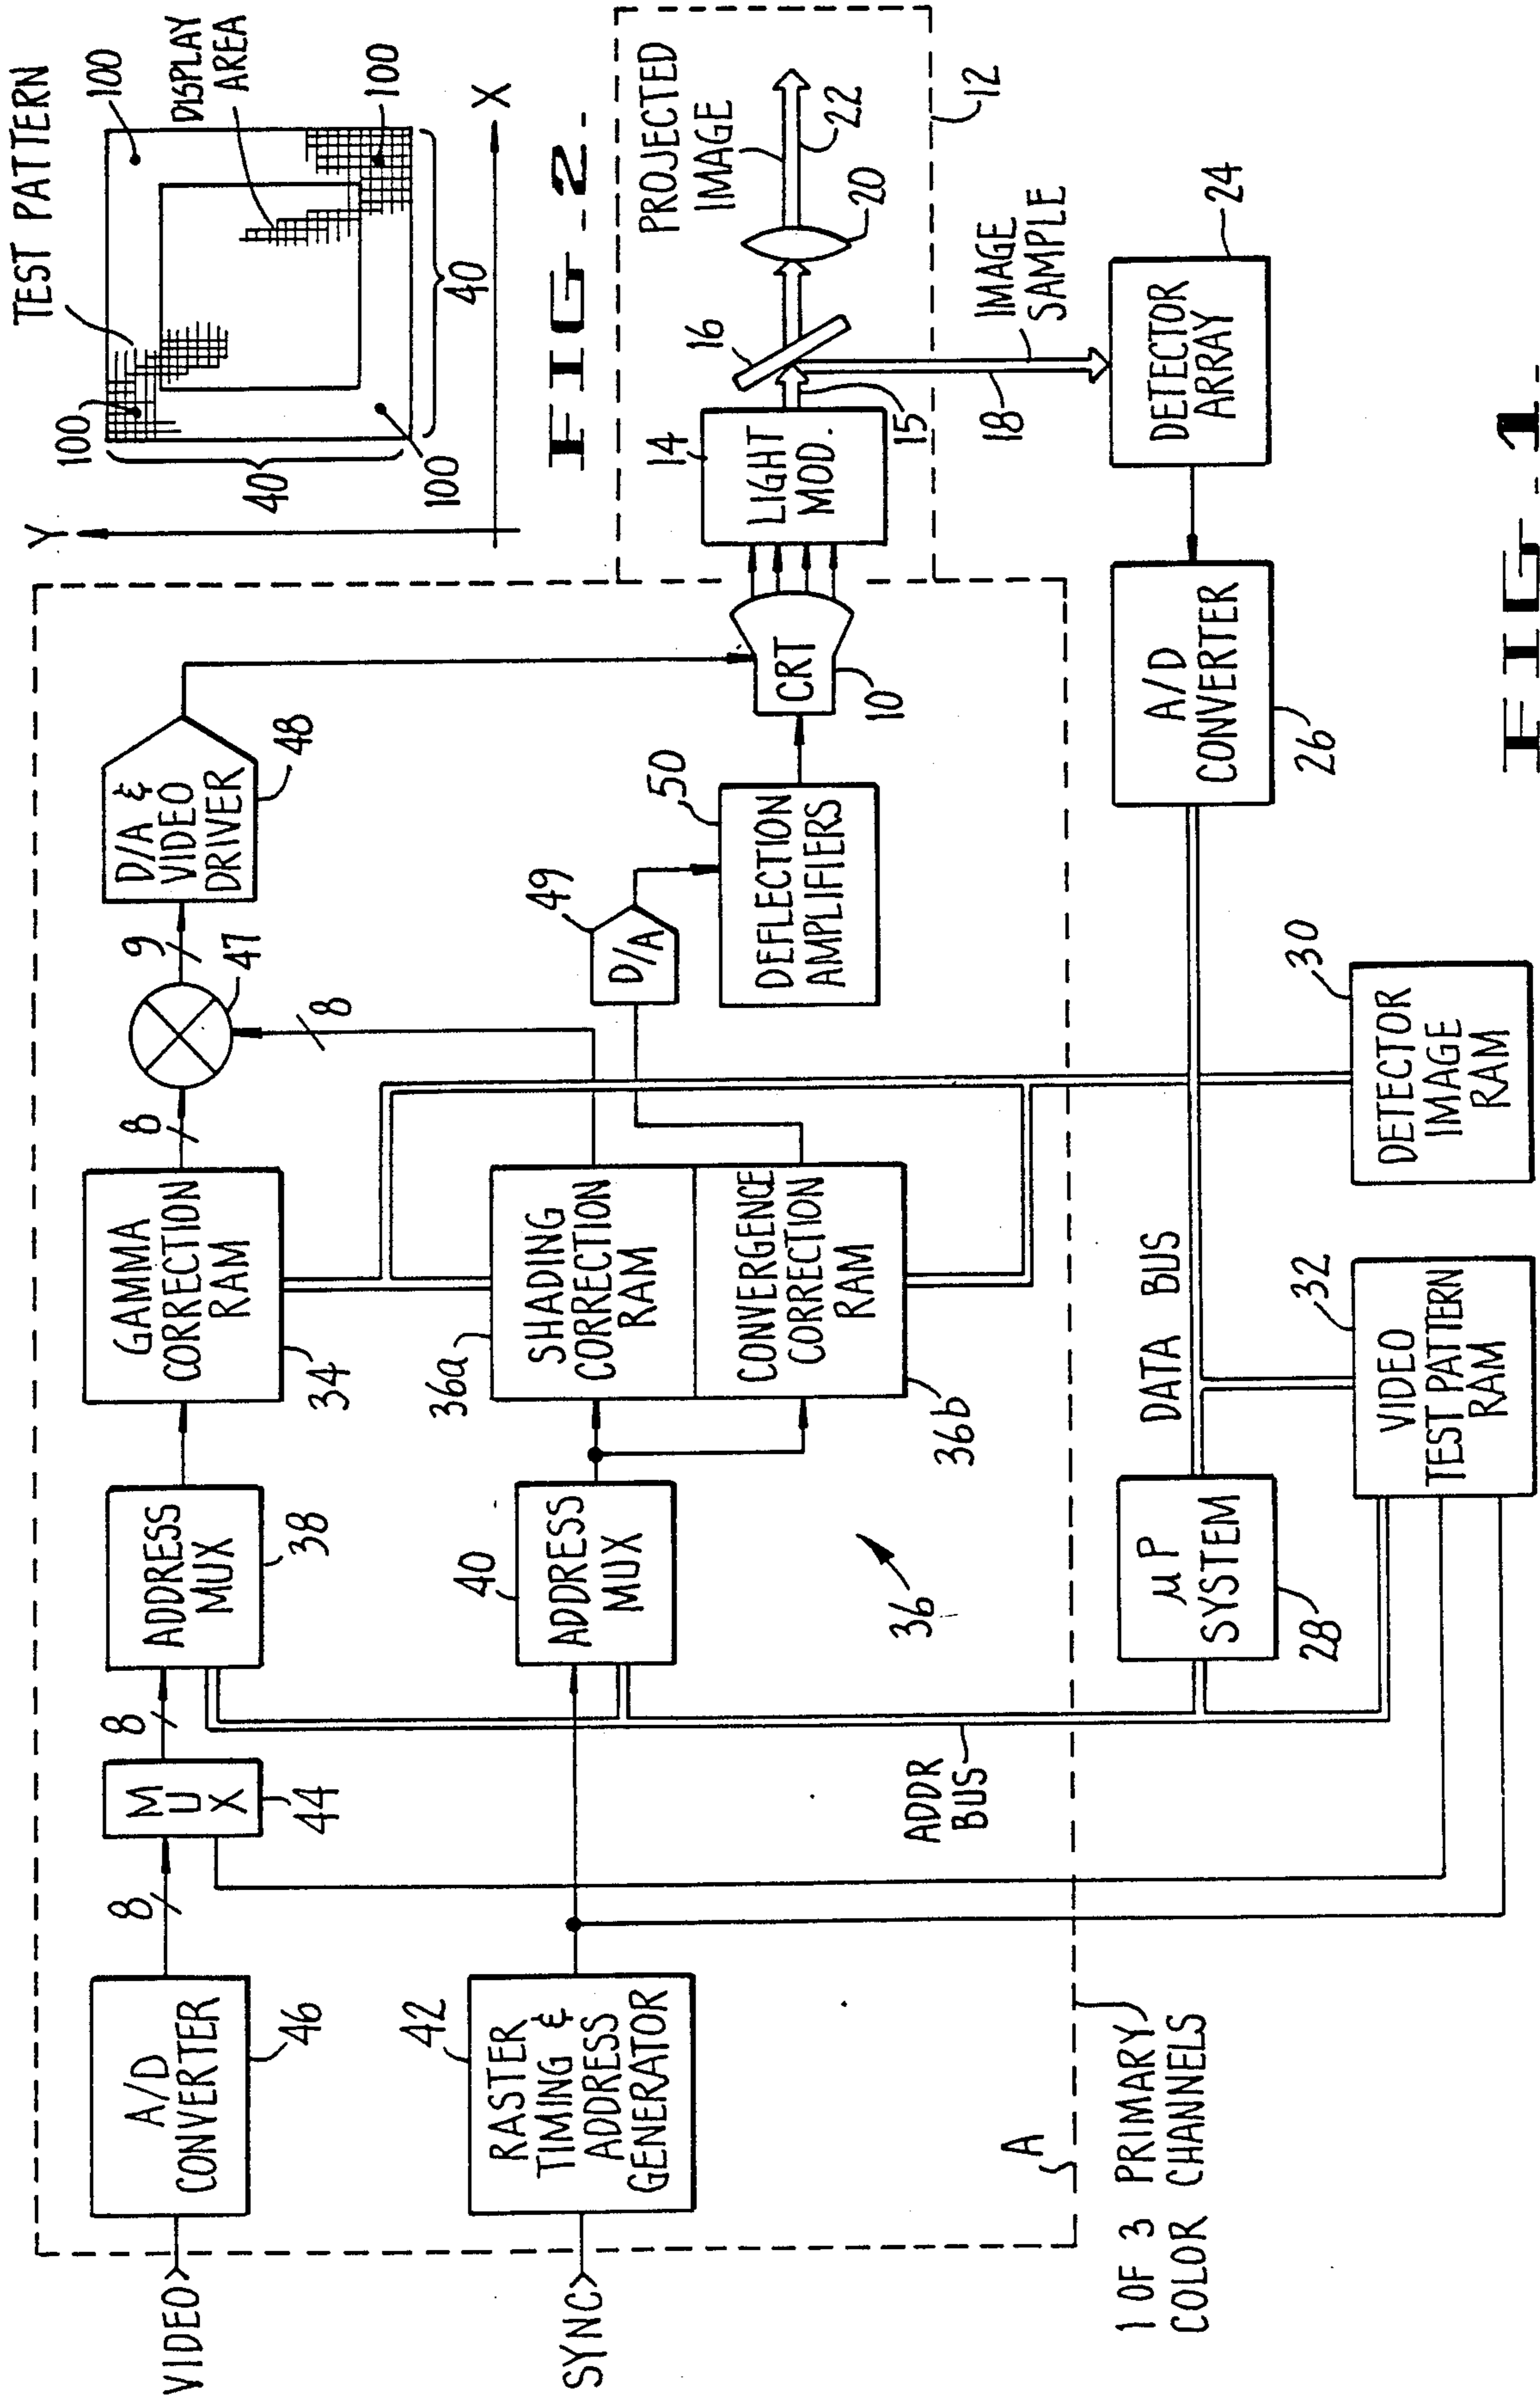 VIDEO
A/D
CONVERTER
46
8
MUX
44
8
ADDRESS
MUX
38
GAMMA
CORRECTION
RAM
34
8
47
9
D/A &
VIDEO
DRIVER
48
SYNC
RASTER
TIMING &
ADDRESS
GENERATOR
42
ADDRESS
MUX
40
SHADING
CORRECTION
RAM
36a
CONVERGENCE
CORRECTION
RAM
36b
36
8
D/A
49
DEFLECTION
AMPLIFIERS
50
CRT
10
A
1 OF 3 PRIMARY
COLOR CHANNELS
ADDR
BUS
μP
SYSTEM
28
DATA BUS
VIDEO
TEST PATTERN
RAM
32
DETECTOR
IMAGE
RAM
30
A/D
CONVERTER
26
DETECTOR
ARRAY
24
LIGHT
MOD.
14
15
16
18
IMAGE
SAMPLE
20
PROJECTED
IMAGE
22
12
FIG. 1
TEST PATTERN
DISPLAY
AREA
100
100
100
100
40
40
Y
X
FIG. 2